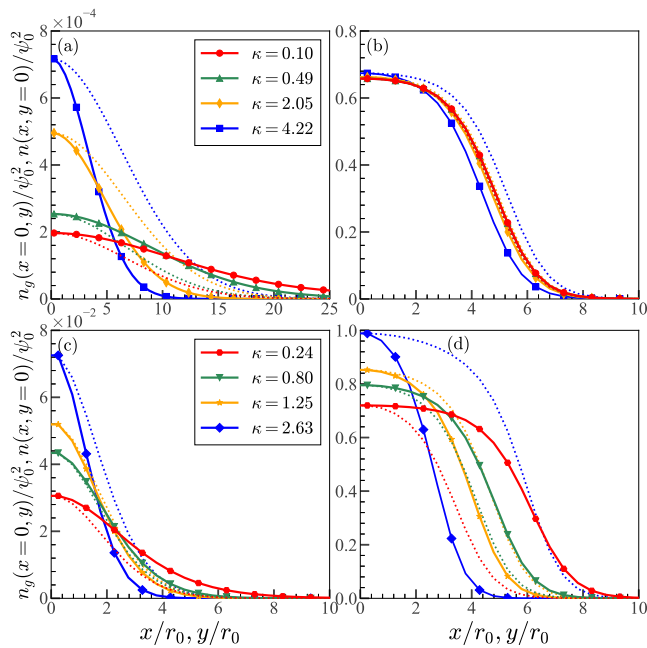 ×10⁻⁴
(a)
κ = 0.10
κ = 0.49
κ = 2.05
κ = 4.22
n_g(x=0, y)/ψ₀², n(x, y=0)/ψ₀²
8
6
4
2
0
0 5 10 15 20 25
(b)
0.8
0.6
0.4
0.2
0.0
0 2 4 6 8 10
×10⁻²
(c)
κ = 0.24
κ = 0.80
κ = 1.25
κ = 2.63
n_g(x=0, y)/ψ₀², n(x, y=0)/ψ₀²
8
6
4
2
0
0 2 4 6 8 10
x/r₀, y/r₀
(d)
1.0
0.8
0.6
0.4
0.2
0.0
0 2 4 6 8 10
x/r₀, y/r₀